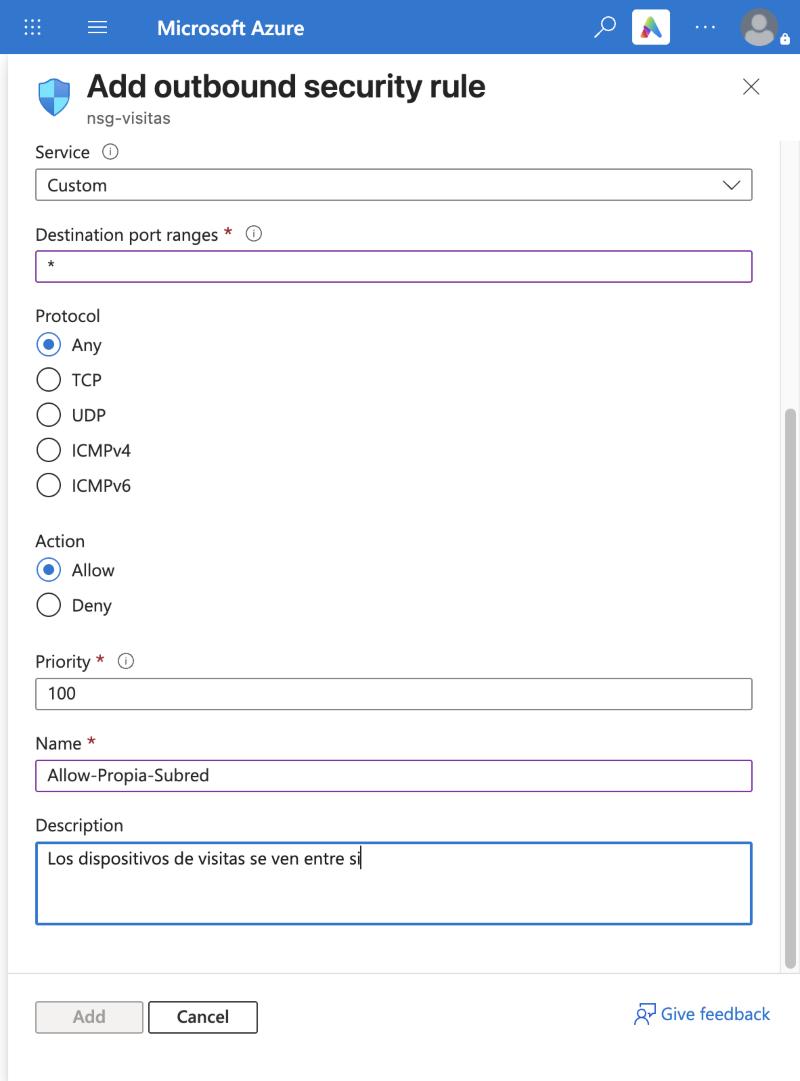 Microsoft Azure
Add outbound security rule
nsg-visitas
Service
Custom
Destination port ranges *
*
Protocol
Any
TCP
UDP
ICMPv4
ICMPv6
Action
Allow
Deny
Priority *
100
Name *
Allow-Propia-Subred
Description
Los dispositivos de visitas se ven entre si
Add
Cancel
Give feedback